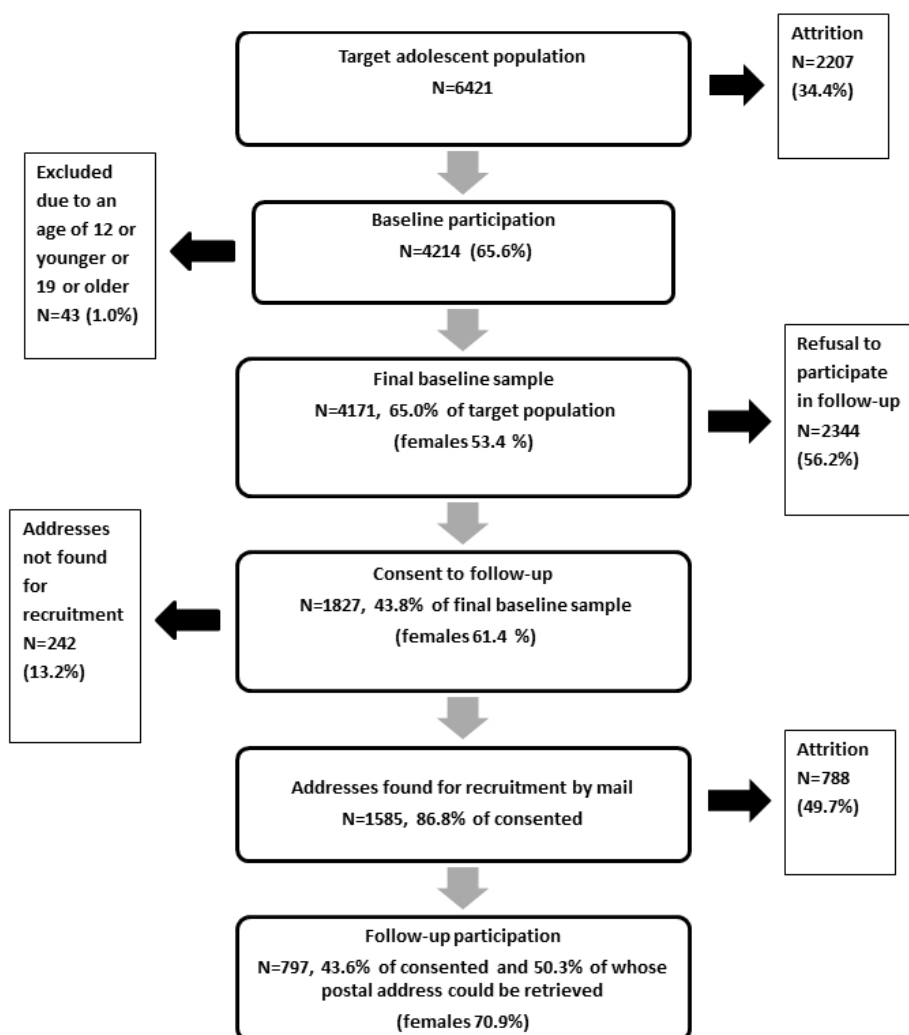 Target adolescent population
N=6421
Attrition
N=2207
(34.4%)
Excluded
due to an
age of 12 or
younger or
19 or older
N=43 (1.0%)
Baseline participation
N=4214 (65.6%)
Final baseline sample
N=4171, 65.0% of target population
(females 53.4 %)
Refusal to
participate
in follow-up
N=2344
(56.2%)
Addresses
not found
for
recruitment
N=242
(13.2%)
Consent to follow-up
N=1827, 43.8% of final baseline sample
(females 61.4 %)
Addresses found for recruitment by mail
N=1585, 86.8% of consented
Attrition
N=788
(49.7%)
Follow-up participation
N=797, 43.6% of consented and 50.3% of whose
postal address could be retrieved
(females 70.9%)